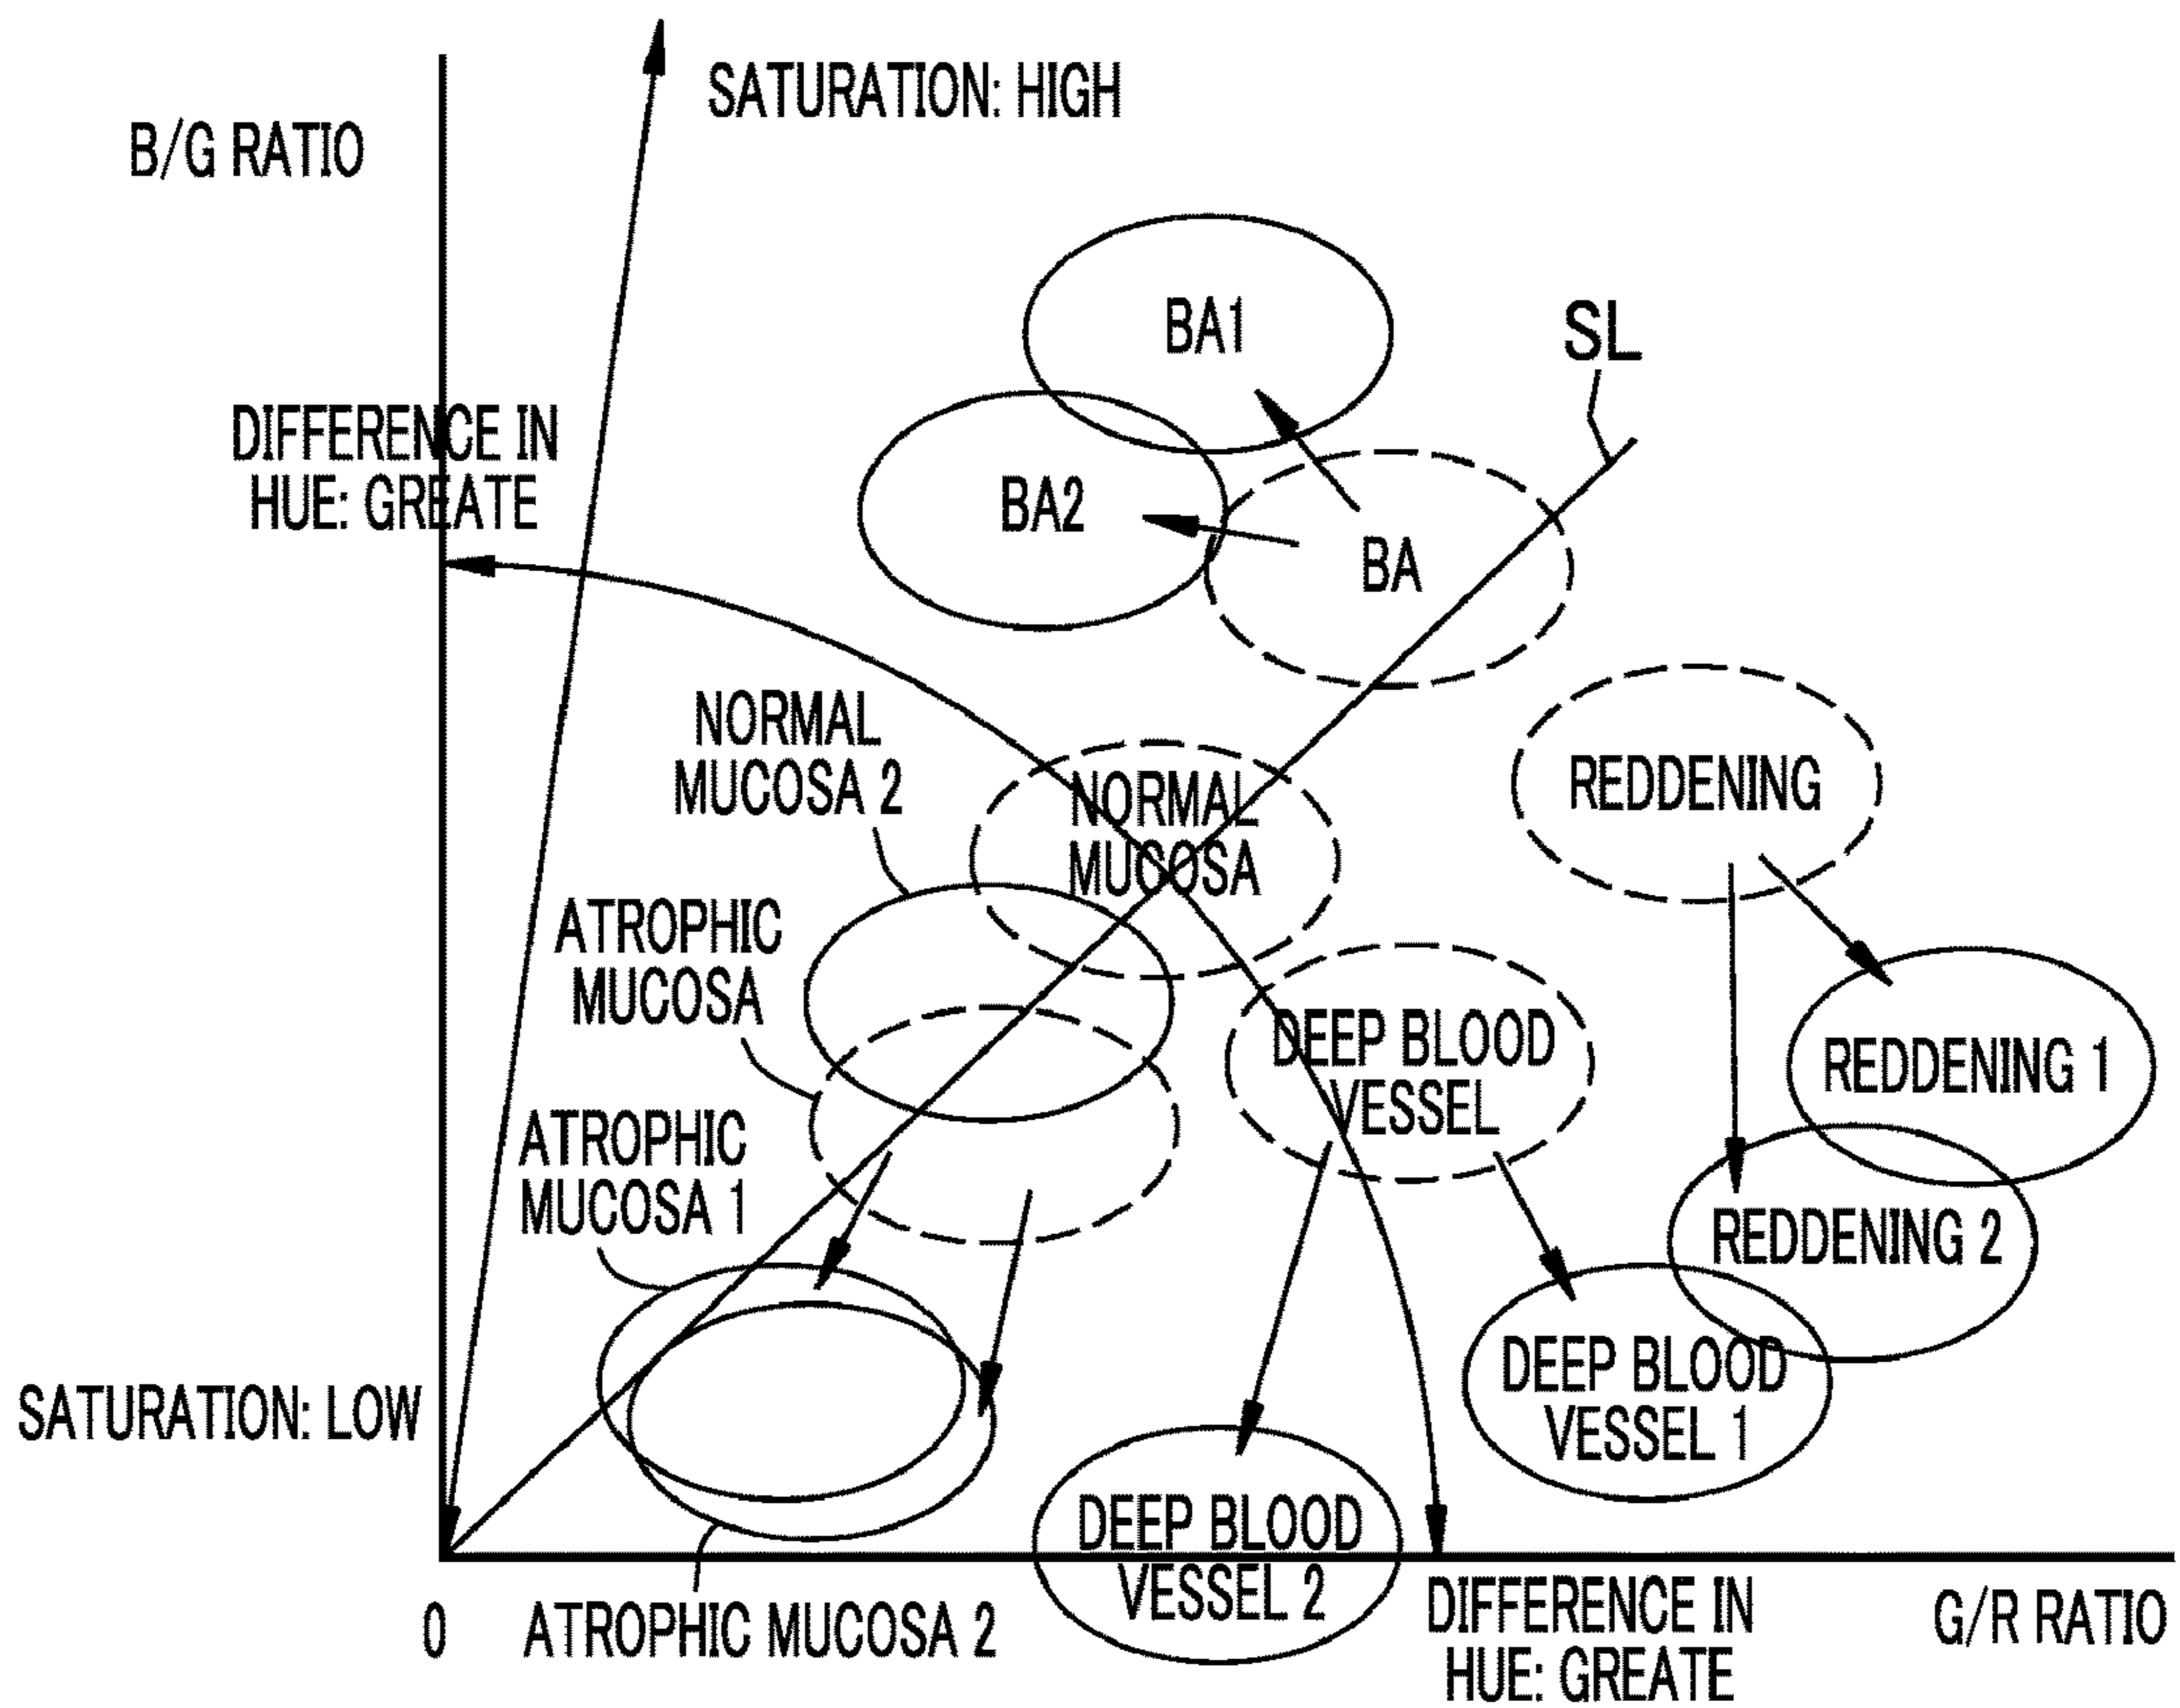 SATURATION: HIGH
B/G RATIO
BA1
SL
DIFFERENCE IN
HUE: GREATE
BA2
BA
NORMAL
MUCOSA 2
NORMAL
MUCOSA
REDDENING
ATROPHIC
MUCOSA
DEEP BLOOD
VESSEL
REDDENING 1
ATROPHIC
MUCOSA 1
REDDENING 2
DEEP BLOOD
VESSEL 1
SATURATION: LOW
DEEP BLOOD
VESSEL 2
0
ATROPHIC MUCOSA 2
DIFFERENCE IN
HUE: GREATE
G/R RATIO